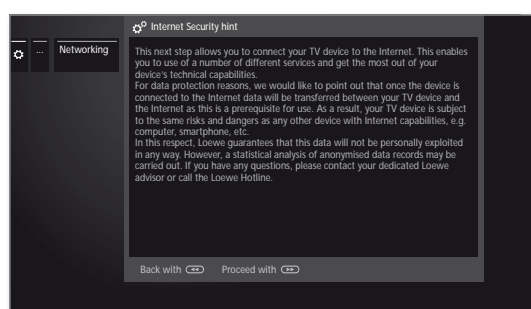 Internet Security hint
... Networking
This next step allows you to connect your TV device to the Internet. This enables
you to use of a number of different services and get the most out of your
device's technical capabilities.
For data protection reasons, we would like to point out that once the device is
connected to the Internet data will be transferred between your TV device and
the Internet as this is a prerequisite for use. As a result, your TV device is subject
to the same risks and dangers as any other device with Internet capabilities, e.g.
computer, smartphone, etc.
In this respect, Loewe guarantees that this data will not be personally exploited
in any way. However, a statistical analysis of anonymised data records may be
carried out. If you have any questions, please contact your dedicated Loewe
advisor or call the Loewe Hotline.
Back with Proceed with